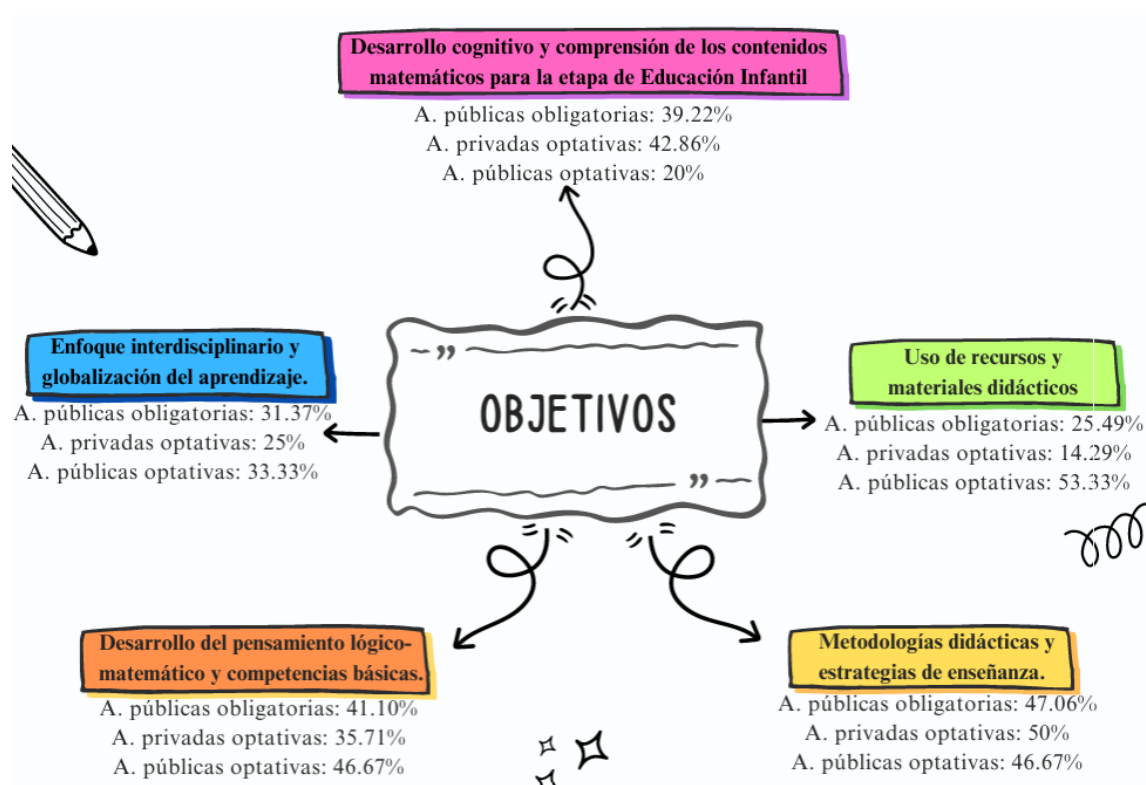 Desarrollo cognitivo y comprensión de los contenidos
matemáticos para la etapa de Educación Infantil
A. públicas obligatorias: 39.22%
A. privadas optativas: 42.86%
A. públicas optativas: 20%
Enfoque interdisciplinario y
globalización del aprendizaje.
A. públicas obligatorias: 31.37%
A. privadas optativas: 25%
A. públicas optativas: 33.33%
OBJETIVOS
Uso de recursos y
materiales didácticos
A. públicas obligatorias: 25.49%
A. privadas optativas: 14.29%
A. públicas optativas: 53.33%
Desarrollo del pensamiento lógico-
matemático y competencias básicas.
A. públicas obligatorias: 41.10%
A. privadas optativas: 35.71%
A. públicas optativas: 46.67%
Metodologías didácticas y
estrategias de enseñanza.
A. públicas obligatorias: 47.06%
A. privadas optativas: 50%
A. públicas optativas: 46.67%